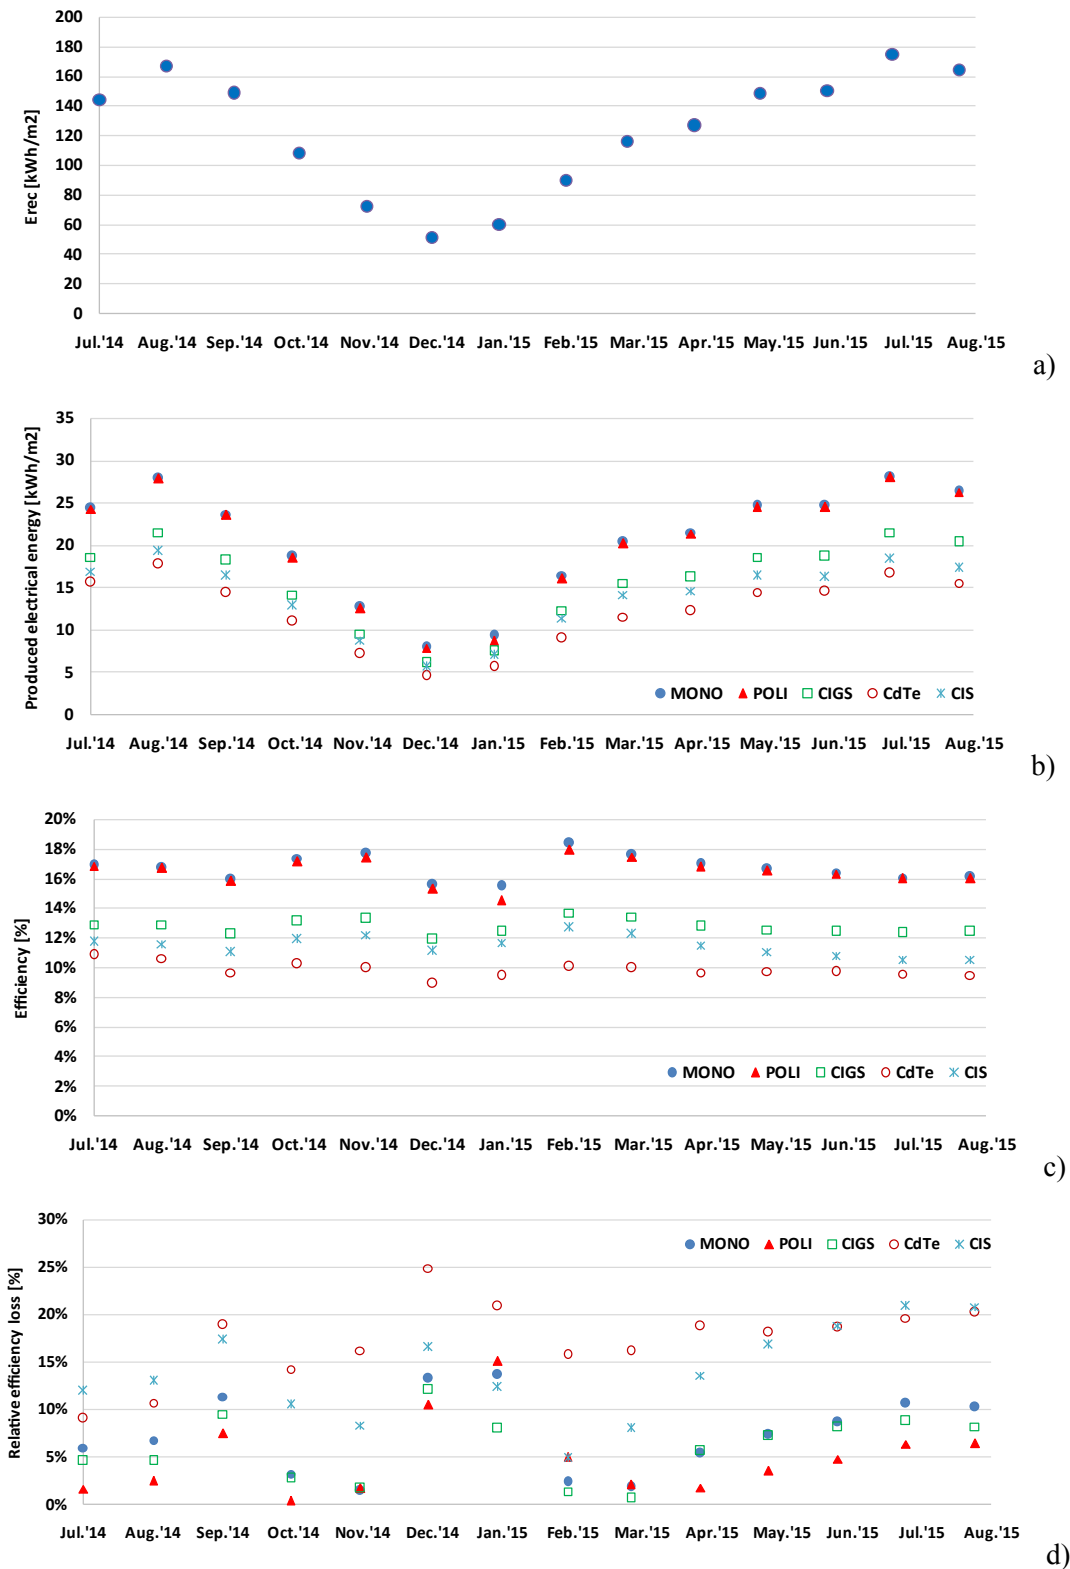 200
180
160
140
120
100
80
60
40
20
0
Erec [kWh/m2]
Jul.'14 Aug.'14 Sep.'14 Oct.'14 Nov.'14 Dec.'14 Jan.'15 Feb.'15 Mar.'15 Apr.'15 May.'15 Jun.'15 Jul.'15 Aug.'15
a)
35
30
25
20
15
10
5
0
Produced electrical energy [kWh/m2]
MONO POLI CIGS CdTe CIS
Jul.'14 Aug.'14 Sep.'14 Oct.'14 Nov.'14 Dec.'14 Jan.'15 Feb.'15 Mar.'15 Apr.'15 May.'15 Jun.'15 Jul.'15 Aug.'15
b)
20%
18%
16%
14%
12%
10%
8%
6%
4%
2%
0%
Efficiency [%]
MONO POLI CIGS CdTe CIS
Jul.'14 Aug.'14 Sep.'14 Oct.'14 Nov.'14 Dec.'14 Jan.'15 Feb.'15 Mar.'15 Apr.'15 May.'15 Jun.'15 Jul.'15 Aug.'15
c)
30%
25%
20%
15%
10%
5%
0%
Relative efficiency loss [%]
MONO POLI CIGS CdTe CIS
Jul.'14 Aug.'14 Sep.'14 Oct.'14 Nov.'14 Dec.'14 Jan.'15 Feb.'15 Mar.'15 Apr.'15 May.'15 Jun.'15 Jul.'15 Aug.'15
d)